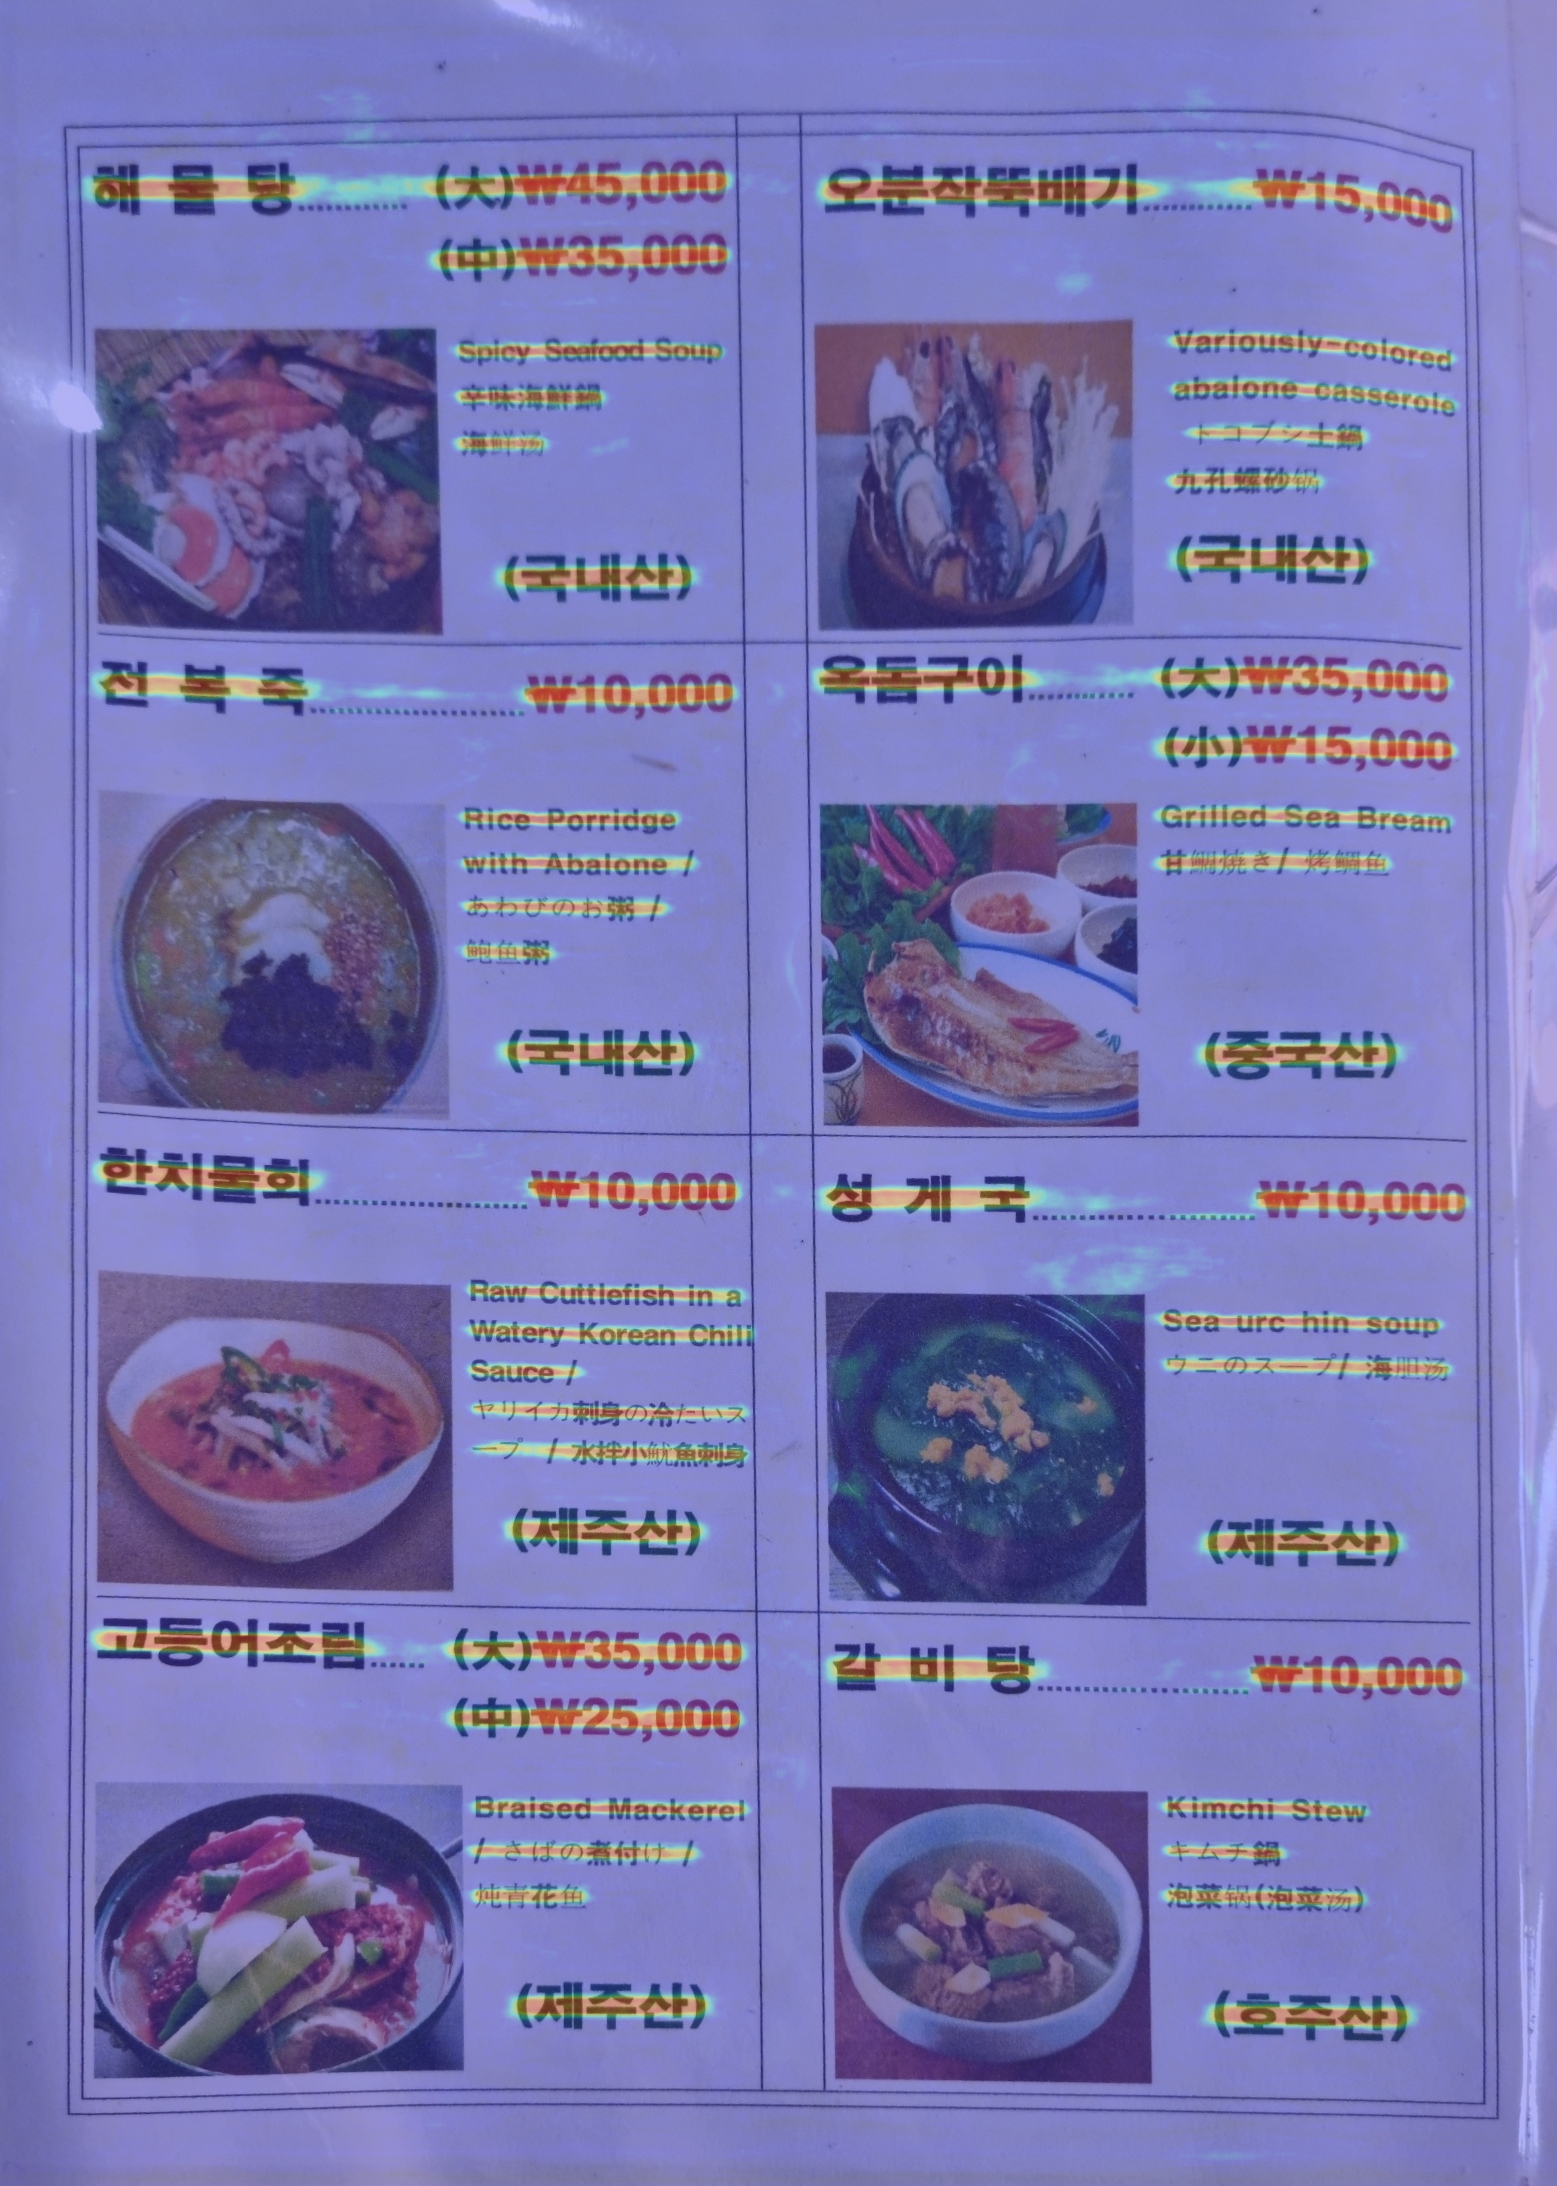 해 물 탕............ (大)₩45,000
(中)₩35,000
Spicy Seafood Soup
辛味海鮮鍋
海鲜汤
(국내산)
오분작뚝배기...........₩15,000
Variously-colored
abalone casserole
トコブシ土鍋
九孔螺砂锅
(국내산)
전 복 죽......................₩10,000
Rice Porridge
with Abalone /
あわびのお粥 /
鲍鱼粥
(국내산)
옥돔구이........... (大)₩35,000
(小)₩15,000
Grilled Sea Bream
甘鯛焼き/ 烤鲷鱼
(중국산)
한치물회......................₩10,000
Raw Cuttlefish in a
Watery Korean Chili
Sauce /
ヤリイカ刺身の冷たいス
ープ / 水拌小鱿魚刺身
(제주산)
성 게 국......................₩10,000
Sea urc hin soup
ウニのスープ/ 海胆汤
(제주산)
고등어조림...... (大)₩35,000
(中)₩25,000
Braised Mackerel
/ さばの煮付け /
炖青花鱼
(제주산)
갈 비 탕......................₩10,000
Kimchi Stew
キムチ鍋
泡菜锅(泡菜汤)
(호주산)